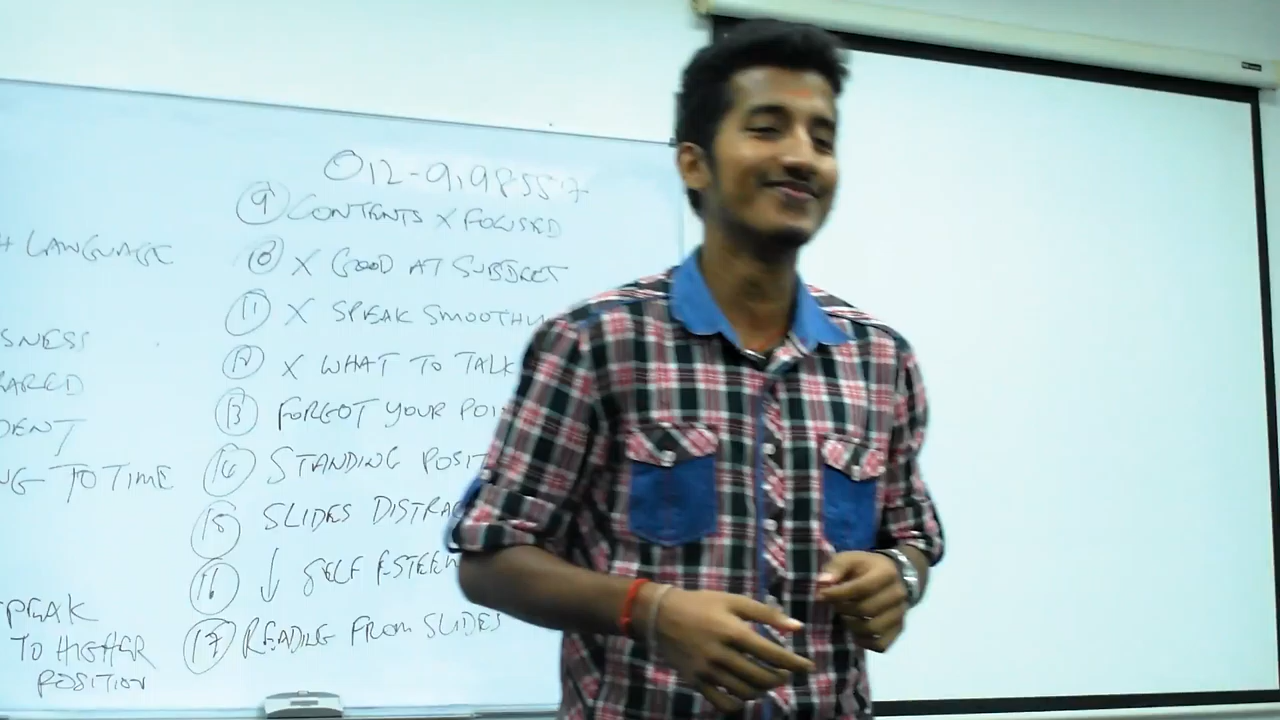 012-9198557
LANGUAGE
SNESS
ARED
DENT
NG TO TIME
PEAK
TO HIGHER
POSITION
9 CONTENTS X FOCUSED
10 X GOOD AT SUBJECT
11 X SPEAK SMOOTHLY
12 X WHAT TO TALK
13 FORGOT YOUR POI
14 STANDING POSIT
15 SLIDES DISTRAC
16 ↓ SELF ESTEEM
17 READING FROM SLIDES